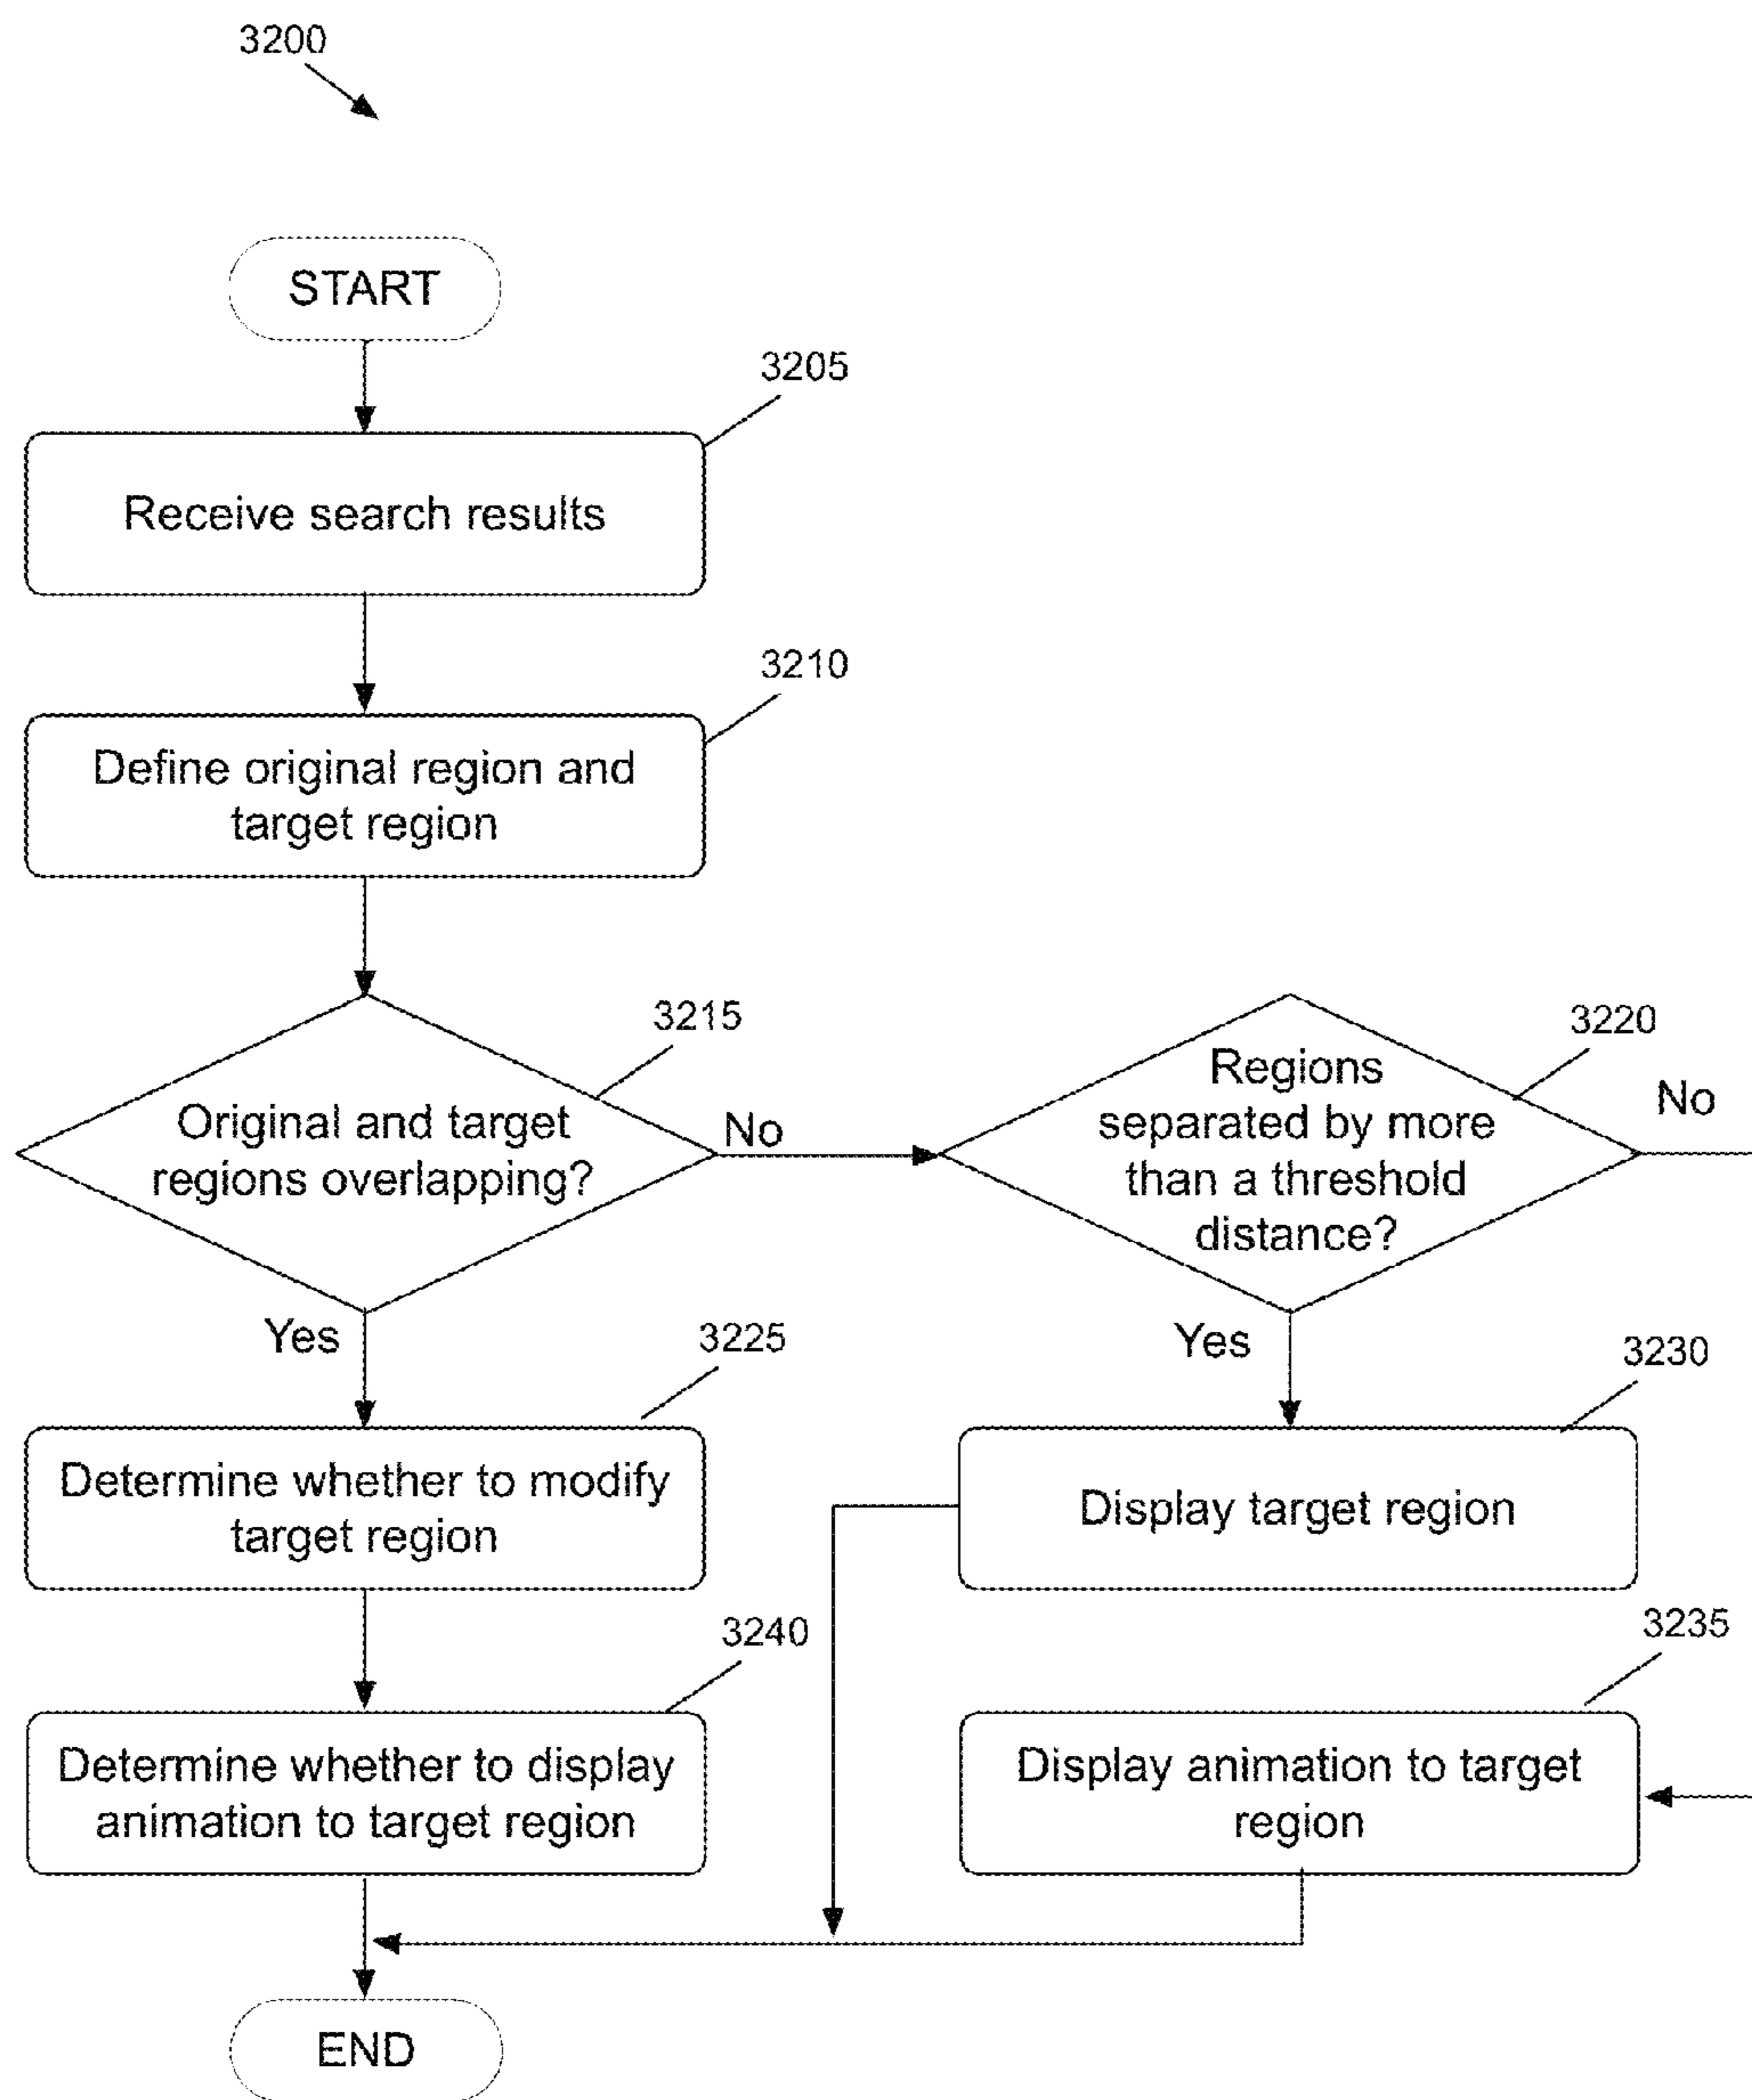 3200
START
3205
Receive search results
3210
Define original region and
target region
3215
Original and target
regions overlapping?
No
3220
Regions
separated by more
than a threshold
distance?
No
Yes
3225
Determine whether to modify
target region
Yes
3230
Display target region
3240
Determine whether to display
animation to target region
3235
Display animation to target
region
END